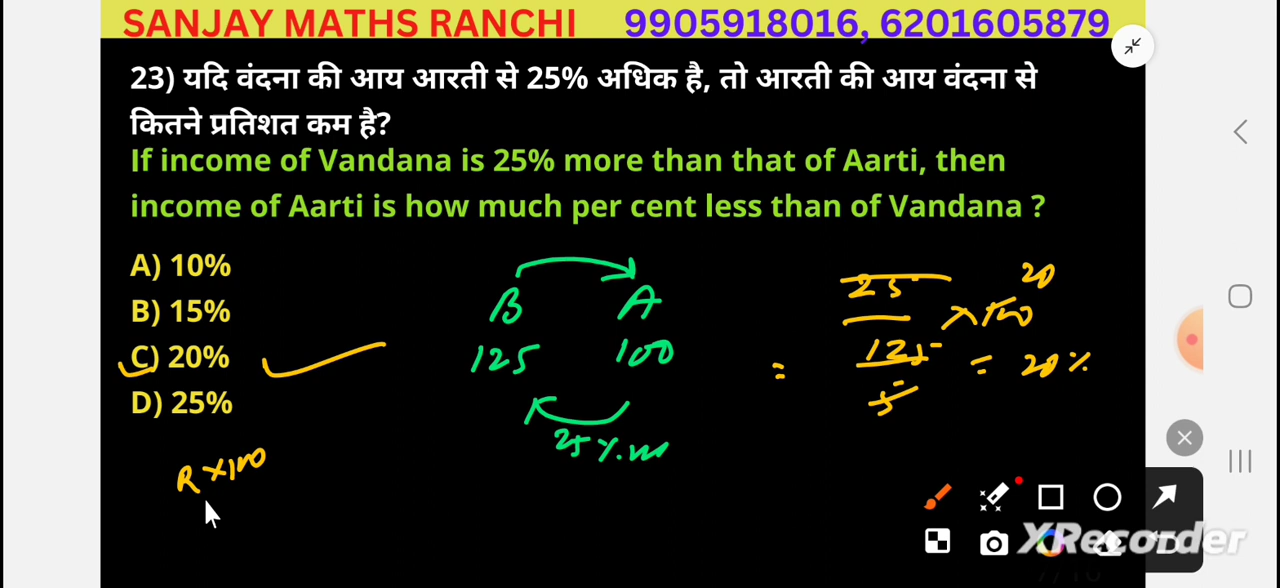 SANJAY MATHS RANCHI 9905918016, 6201605879
23) यदि वंदना की आय आरती से 25% अधिक है, तो आरती की आय वंदना से
कितने प्रतिशत कम है?
If income of Vandana is 25% more than that of Aarti, then
income of Aarti is how much per cent less than of Vandana ?
A) 10%
B) 15%
C) 20%
D) 25%
B A
125 100
25%
25
125
5
×100
20
=
= 20%
R×100
XRecorder